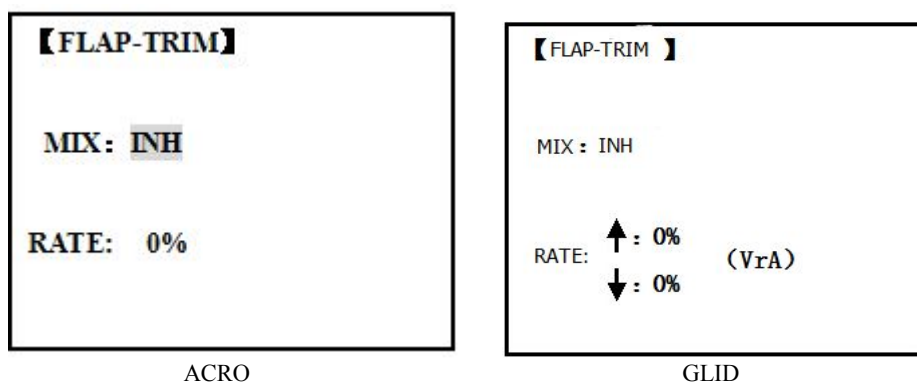 【FLAP-TRIM】
MIX: INH
RATE: 0%
ACRO
【FLAP-TRIM 】
MIX: INH
RATE: ↑: 0%
↓: 0%
(VrA)
GLID